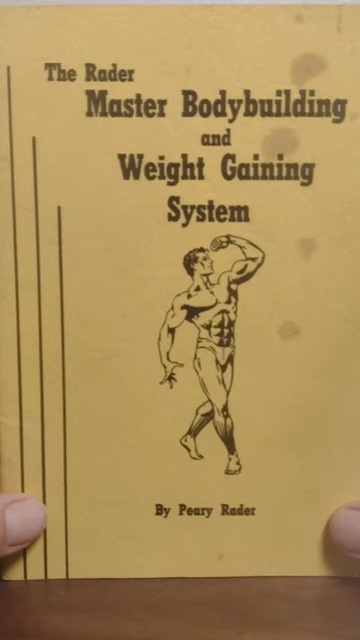 The Rader
Master Bodybuilding
and
Weight Gaining
System
By Peary Rader